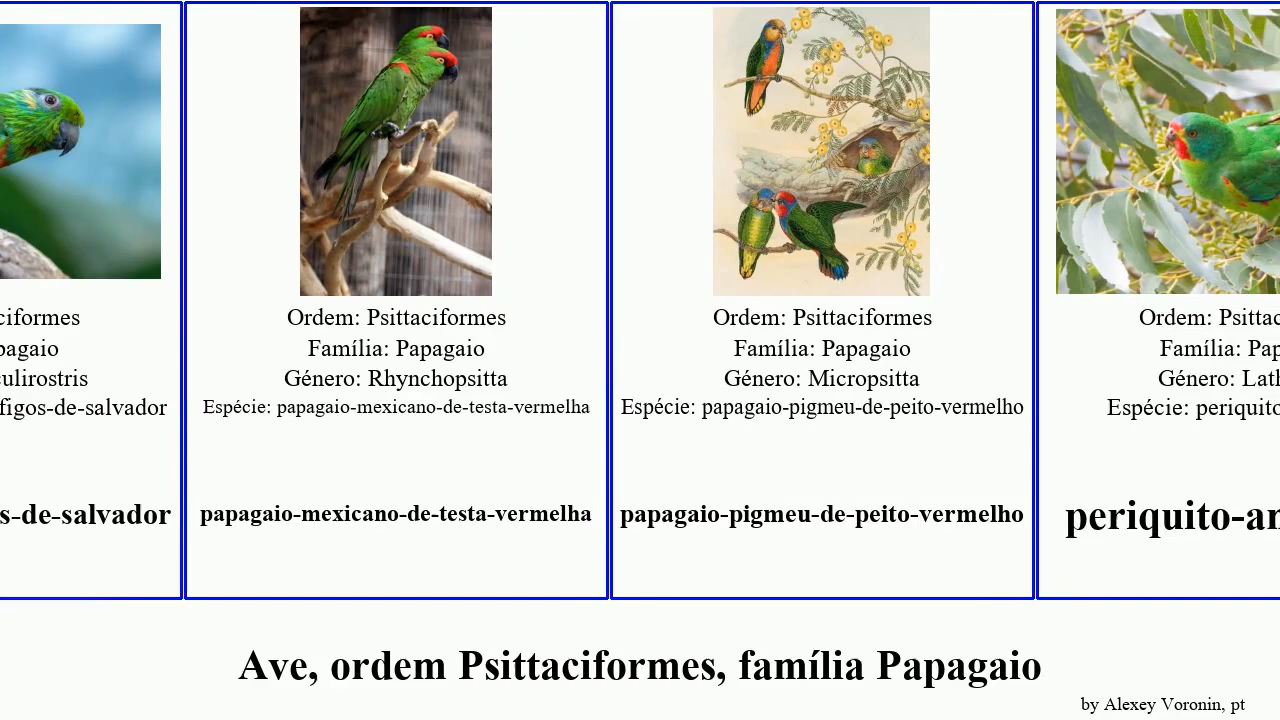 ciformes
pagaio
culirostris
figos-de-salvador
s-de-salvador
Ordem: Psittaciformes
Família: Papagaio
Género: Rhynchopsitta
Espécie: papagaio-mexicano-de-testa-vermelha
papagaio-mexicano-de-testa-vermelha
Ordem: Psittaciformes
Família: Papagaio
Género: Micropsitta
Espécie: papagaio-pigmeu-de-peito-vermelho
papagaio-pigmeu-de-peito-vermelho
Ordem: Psittac
Família: Pap
Género: Lath
Espécie: periquito
periquito-an
Ave, ordem Psittaciformes, família Papagaio
by Alexey Voronin, pt